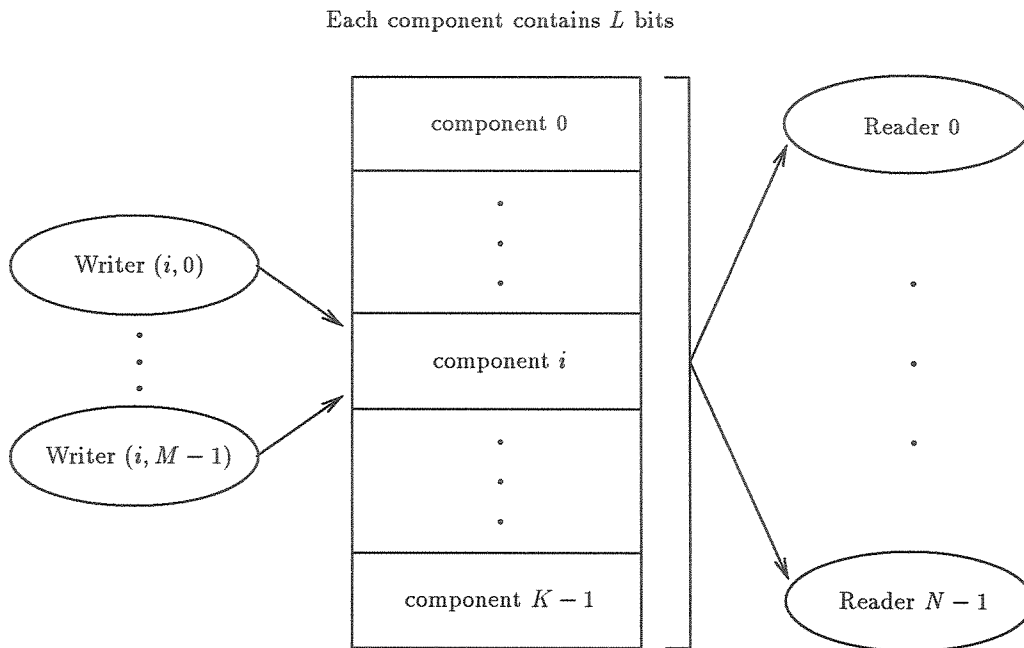 Each component contains L bits
component 0
Reader 0
Writer (i, 0)
component i
Writer (i, M − 1)
component K − 1
Reader N − 1